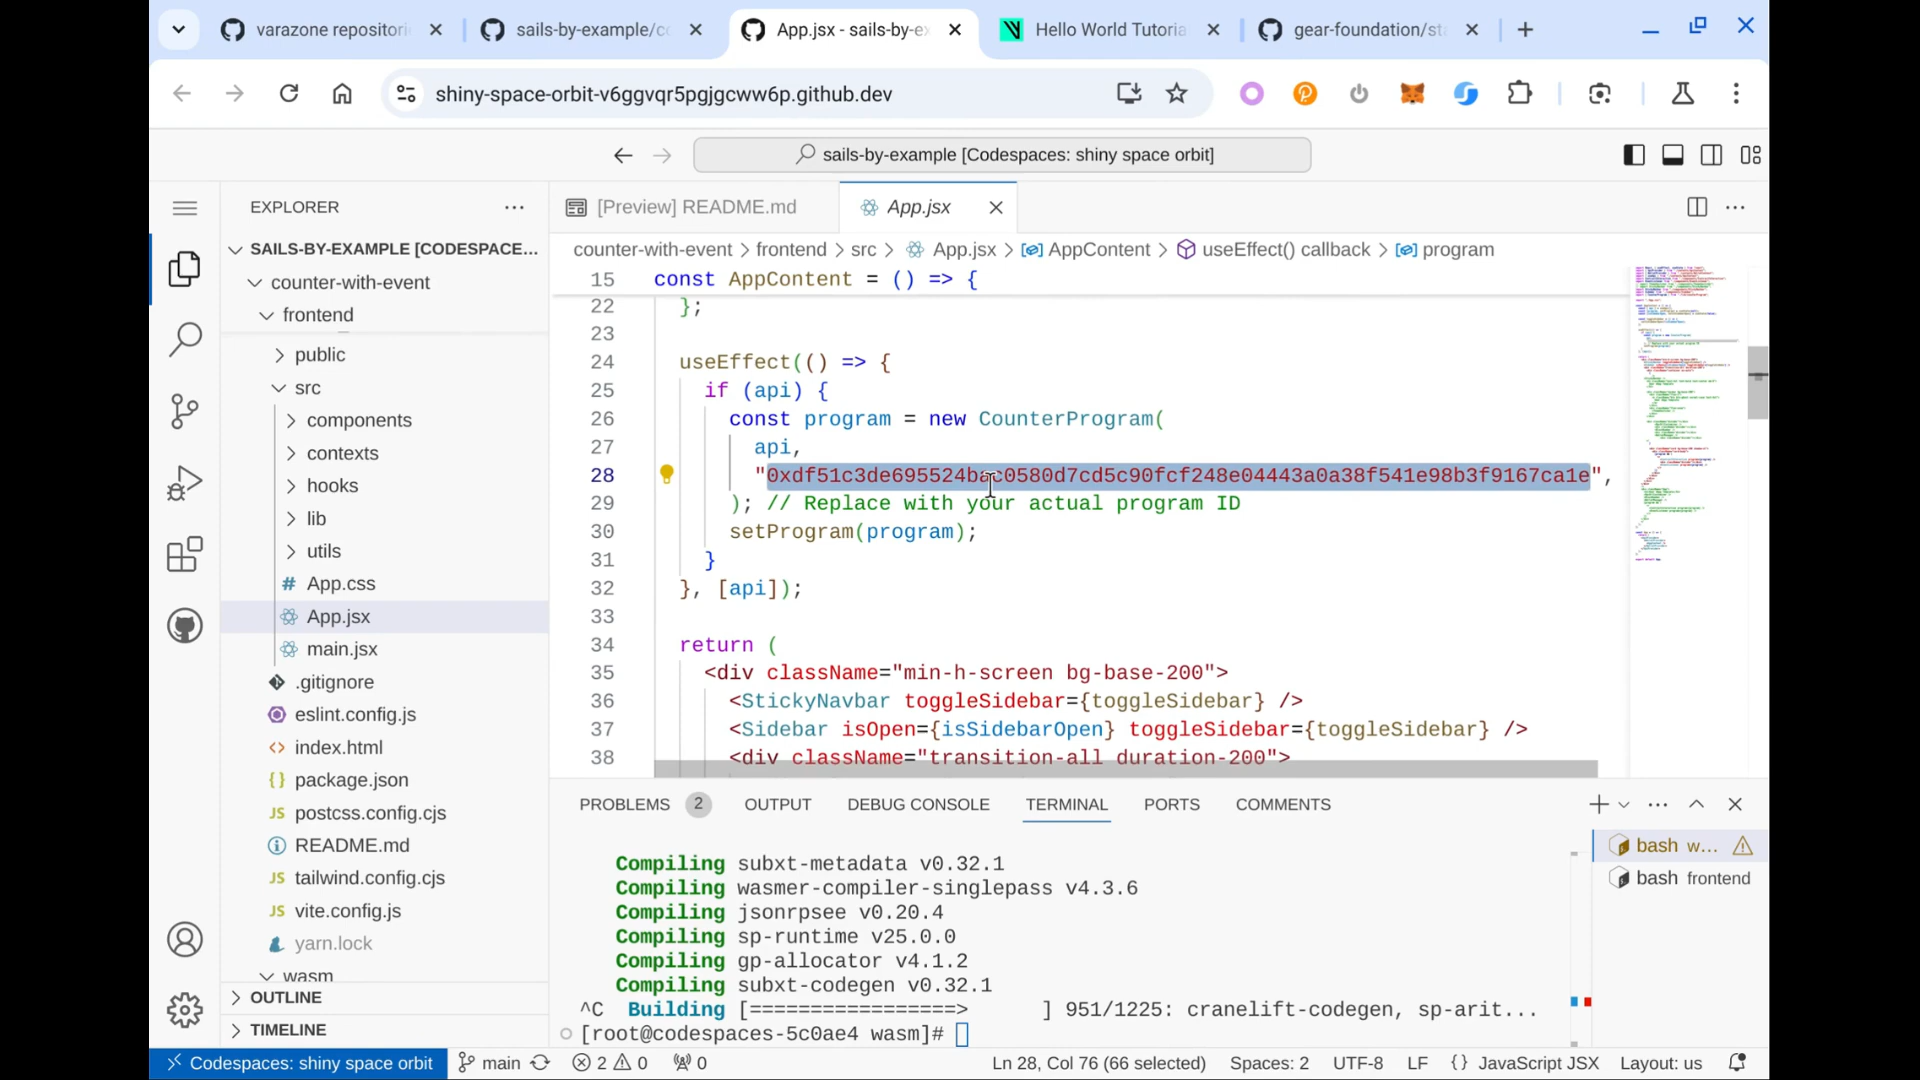 varazone repositori
sails-by-example/co
App.jsx - sails-by-ex
Hello World Tutoria
gear-foundation/sta
shiny-space-orbit-v6ggvqr5pgjgcww6p.github.dev
sails-by-example [Codespaces: shiny space orbit]
EXPLORER
[Preview] README.md
App.jsx
SAILS-BY-EXAMPLE [CODESPACE...
counter-with-event
frontend
public
src
components
contexts
hooks
lib
utils
App.css
App.jsx
main.jsx
.gitignore
eslint.config.js
index.html
package.json
postcss.config.cjs
README.md
tailwind.config.cjs
vite.config.js
yarn.lock
wasm
OUTLINE
TIMELINE
counter-with-event > frontend > src > App.jsx > AppContent > useEffect() callback > program
15 const AppContent = () => {
22 };
23
24 useEffect(() => {
25 if (api) {
26 const program = new CounterProgram(
27 api,
28 "0xdf51c3de695524bac0580d7cd5c90fcf248e04443a0a38f541e98b3f9167ca1e",
29 ); // Replace with your actual program ID
30 setProgram(program);
31 }
32 }, [api]);
33
34 return (
35 <div className="min-h-screen bg-base-200">
36 <StickyNavbar toggleSidebar={toggleSidebar} />
37 <Sidebar isOpen={isSidebarOpen} toggleSidebar={toggleSidebar} />
38 <div className="transition-all duration-200">
PROBLEMS 2 OUTPUT DEBUG CONSOLE TERMINAL PORTS COMMENTS
Compiling subxt-metadata v0.32.1
Compiling wasmer-compiler-singlepass v4.3.6
Compiling jsonrpsee v0.20.4
Compiling sp-runtime v25.0.0
Compiling gp-allocator v4.1.2
Compiling subxt-codegen v0.32.1
^C Building [=================> ] 951/1225: cranelift-codegen, sp-arit...
[root@codespaces-5c0ae4 wasm]#
bash w...
bash frontend
Codespaces: shiny space orbit main 2 0 0 Ln 28, Col 76 (66 selected) Spaces: 2 UTF-8 LF {} JavaScript JSX Layout: us